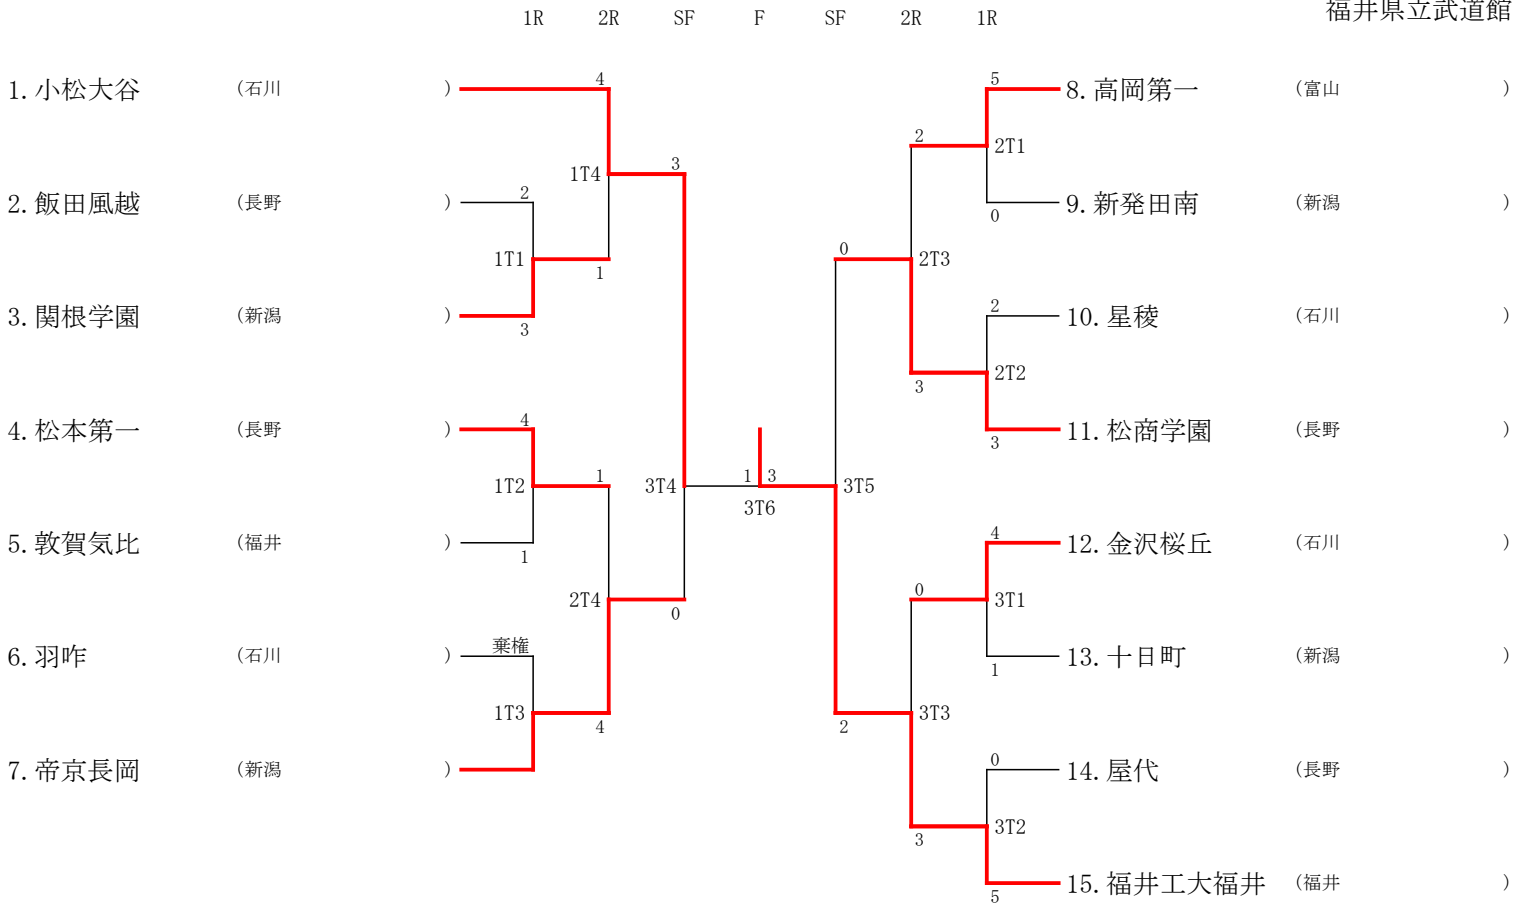 福井県立武道館
1R 2R SF F SF 2R 1R
4 5
1. 小松大谷 (石川 ) 8. 高岡第一 (富山 )
2 2T1
3
1T4
2
2. 飯田風越 (長野 ) 9. 新発田南 (新潟 )
0
0
1T1 2T3
1
2
3. 関根学園 (新潟 ) 10. 星稜 (石川 )
3
2T2
3
4
4. 松本第一 (長野 ) 11. 松商学園 (長野 )
3
1 1 3
1T2 3T4 3T5
3T6
4
5. 敦賀気比 (福井 ) 12. 金沢桜丘 (石川 )
1
0
2T4 3T1
0
棄権
6. 羽咋 (石川 ) 13. 十日町 (新潟 )
1
1T3 3T3
4 2
0
7. 帝京長岡 (新潟 ) 14. 屋代 (長野 )
3T2
3
15. 福井工大福井 (福井 )
5